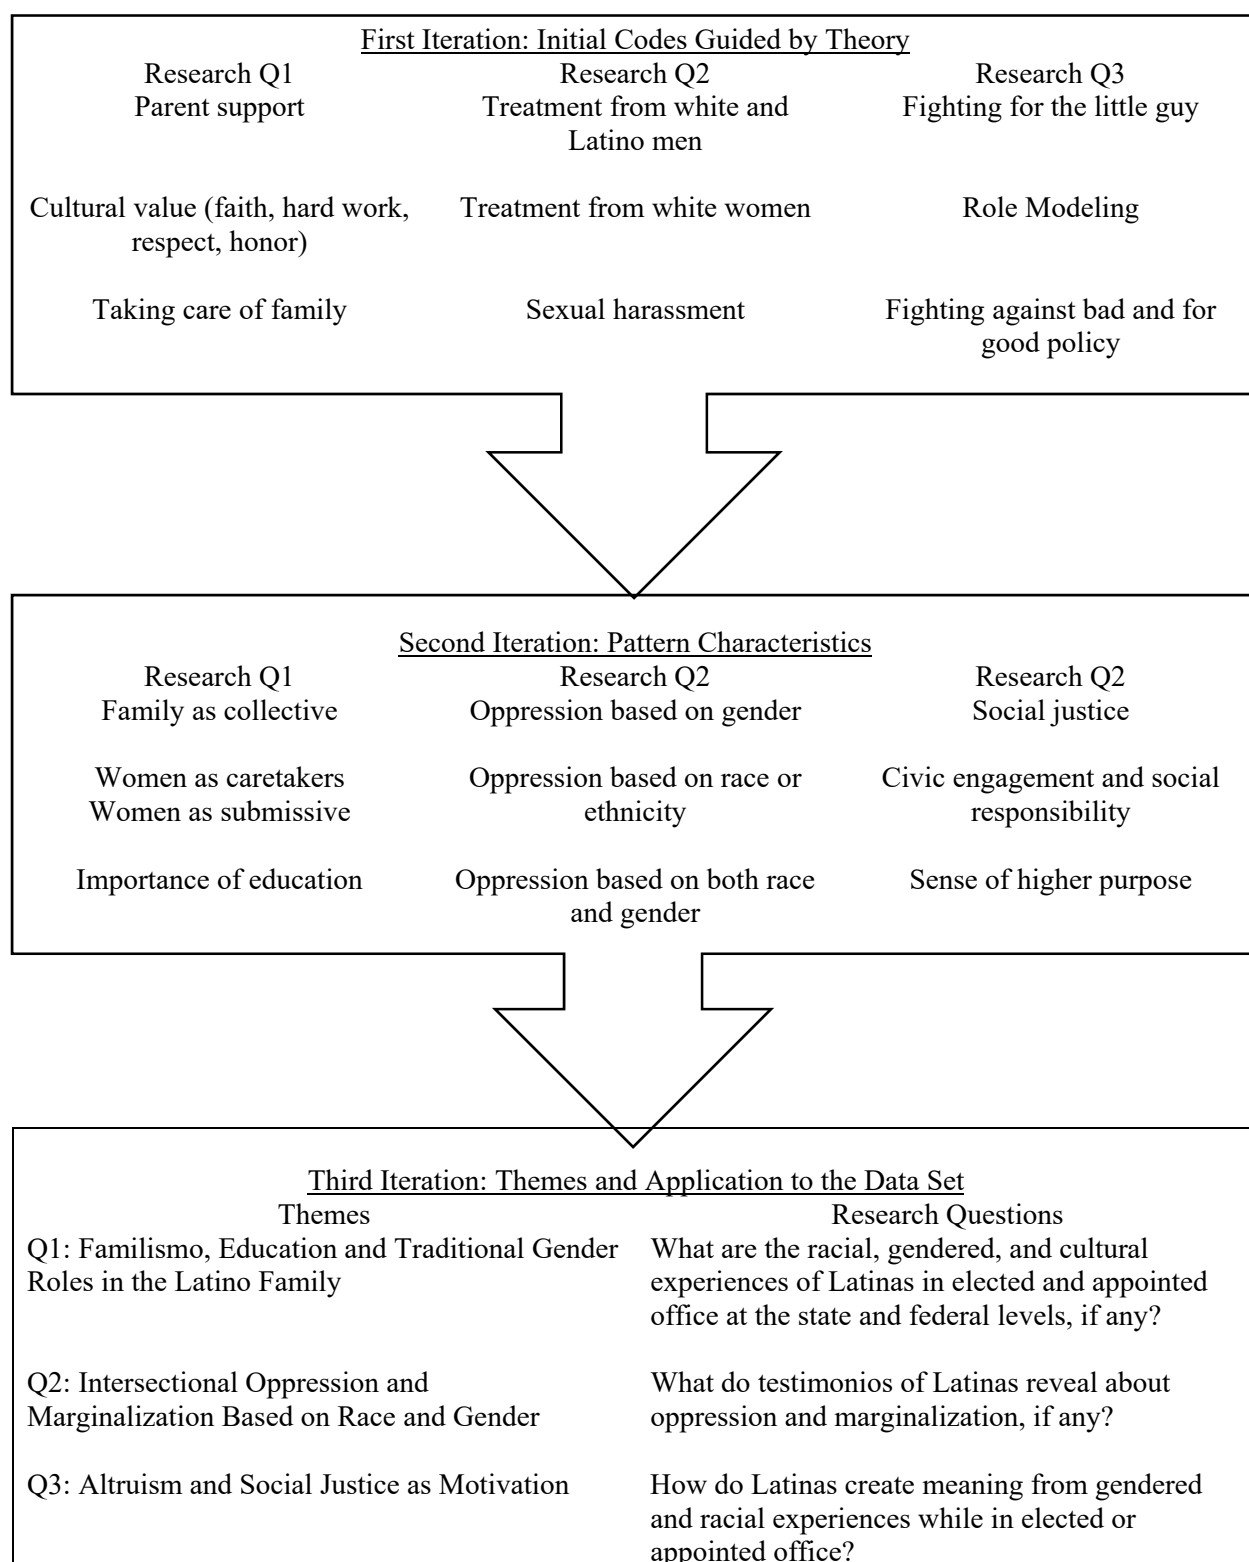 First Iteration: Initial Codes Guided by Theory
Research Q1 Research Q2 Research Q3
Parent support Treatment from white and Fighting for the little guy
Latino men
Cultural value (faith, hard work, Treatment from white women Role Modeling
respect, honor)
Taking care of family Sexual harassment Fighting against bad and for
good policy
Second Iteration: Pattern Characteristics
Research Q1 Research Q2 Research Q2
Family as collective Oppression based on gender Social justice
Women as caretakers Oppression based on race or Civic engagement and social
Women as submissive ethnicity responsibility
Importance of education Oppression based on both race Sense of higher purpose
and gender
Third Iteration: Themes and Application to the Data Set
Themes Research Questions
Q1: Familismo, Education and Traditional Gender What are the racial, gendered, and cultural
Roles in the Latino Family experiences of Latinas in elected and appointed
office at the state and federal levels, if any?
Q2: Intersectional Oppression and What do testimonios of Latinas reveal about
Marginalization Based on Race and Gender oppression and marginalization, if any?
Q3: Altruism and Social Justice as Motivation How do Latinas create meaning from gendered
and racial experiences while in elected or
appointed office?